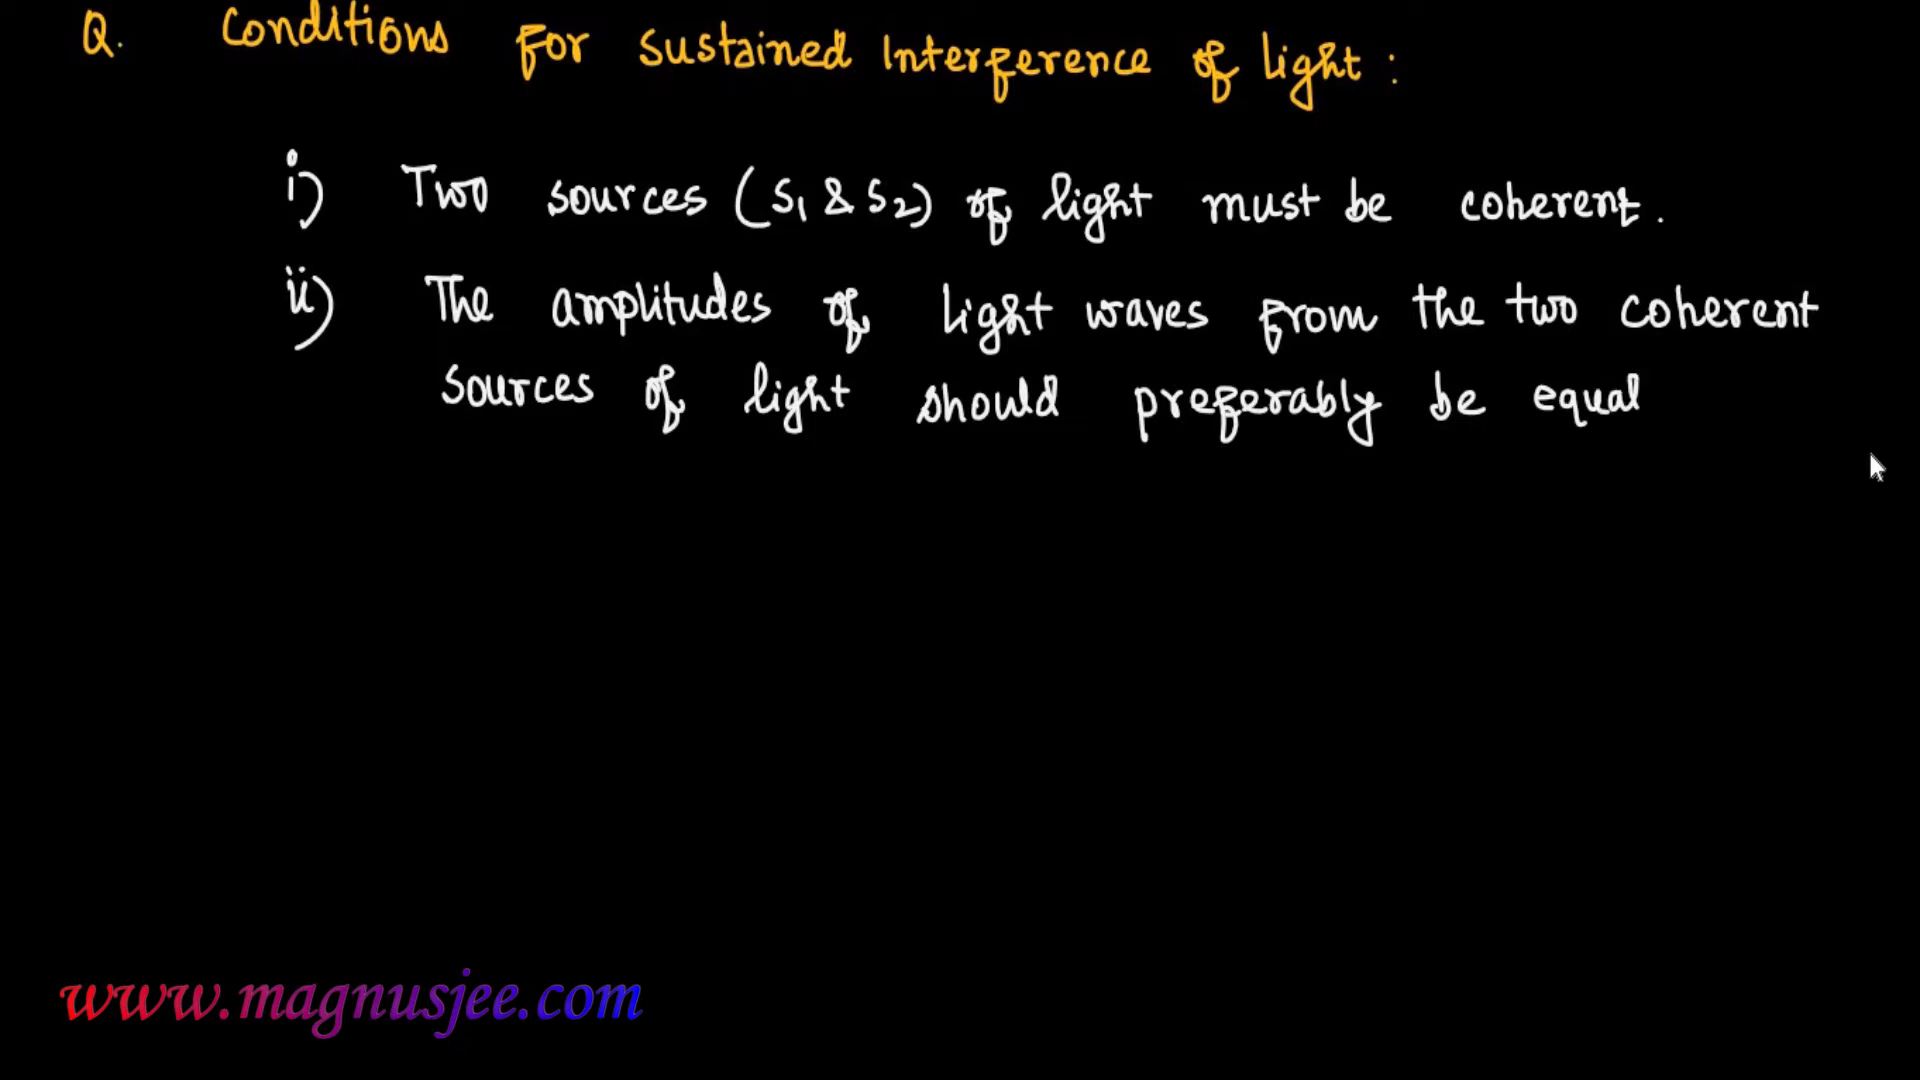 Q. Conditions for sustained Interference of light :
i) Two sources (S₁ & S₂) of light must be coherent.
ii) The amplitudes of light waves from the two coherent
sources of light should preferably be equal
www.magnusjee.com